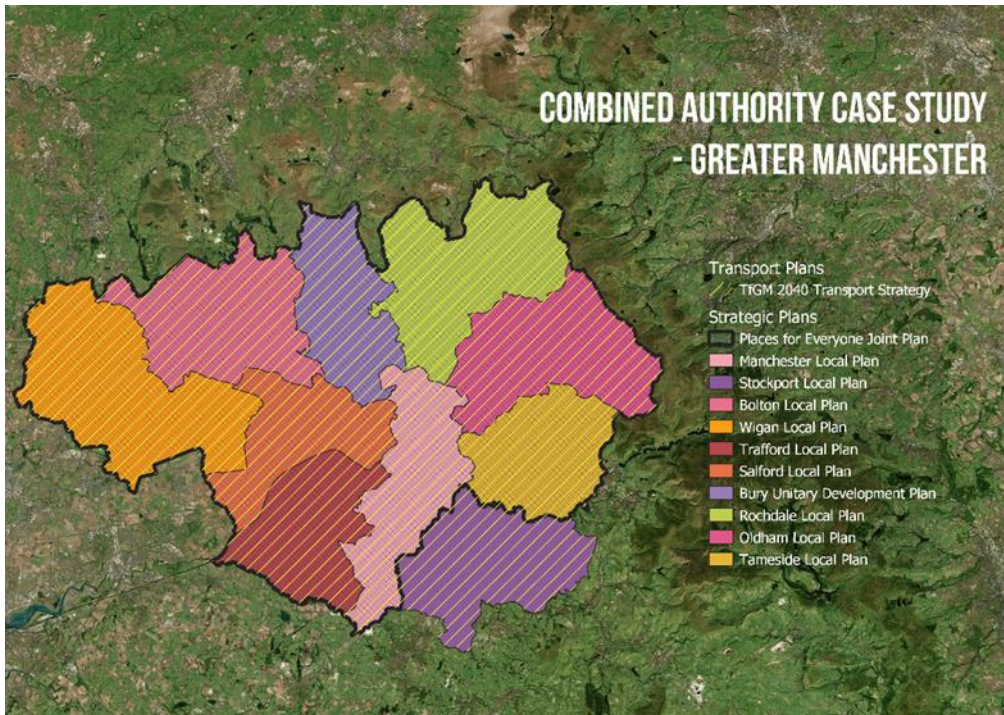 COMBINED AUTHORITY CASE STUDY
- GREATER MANCHESTER
Transport Plans
TfGM 2040 Transport Strategy
Strategic Plans
Places for Everyone Joint Plan
Manchester Local Plan
Stockport Local Plan
Bolton Local Plan
Wigan Local Plan
Trafford Local Plan
Salford Local Plan
Bury Unitary Development Plan
Rochdale Local Plan
Oldham Local Plan
Tameside Local Plan